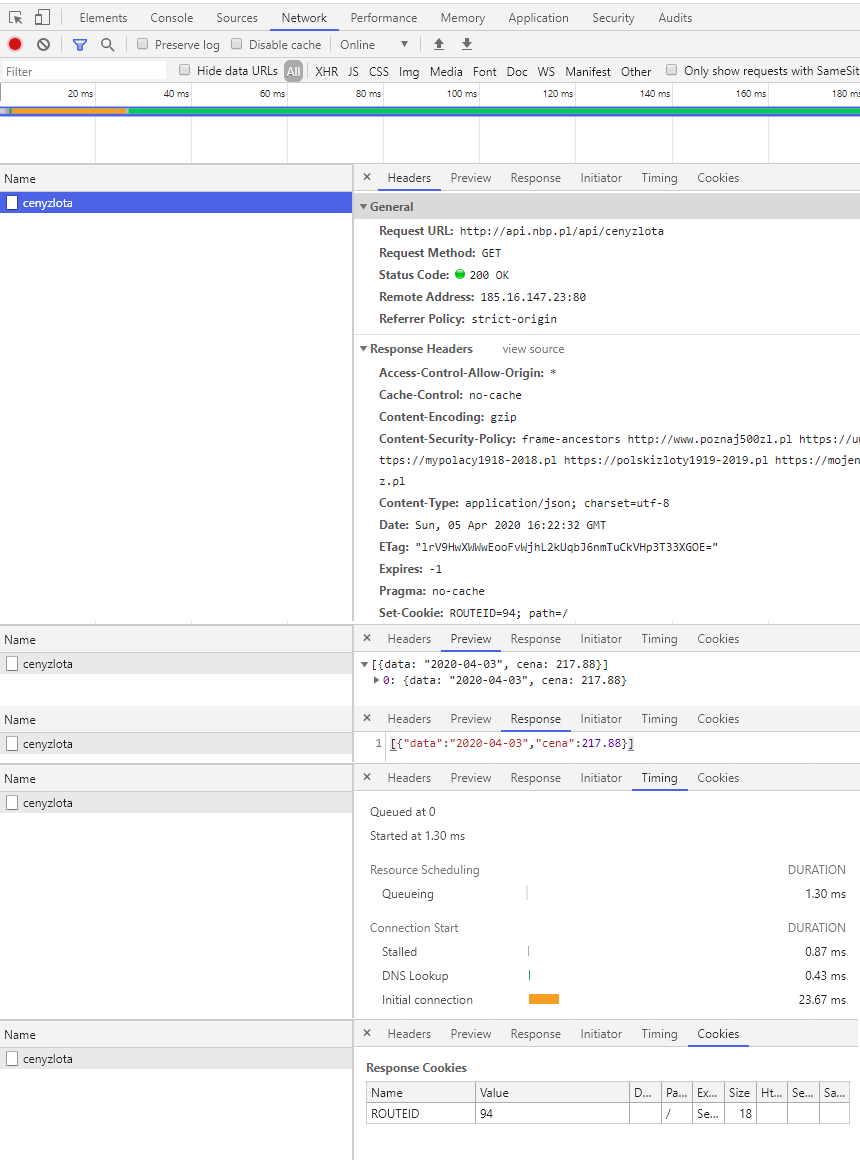 Elements Console Sources Network Performance Memory Application Security Audits
Preserve log Disable cache Online
Filter Hide data URLs All XHR JS CSS Img Media Font Doc WS Manifest Other Only show requests with SameSit
20 ms 40 ms 60 ms 80 ms 100 ms 120 ms 140 ms 160 ms 180 ms
Name × Headers Preview Response Initiator Timing Cookies
cenyzlota
General
Request URL: http://api.nbp.pl/api/cenyzlota
Request Method: GET
Status Code: 200 OK
Remote Address: 185.16.147.23:80
Referrer Policy: strict-origin
Response Headers view source
Access-Control-Allow-Origin: *
Cache-Control: no-cache
Content-Encoding: gzip
Content-Security-Policy: frame-ancestors http://www.poznaj500zl.pl
ttps://mypolacy1918-2018.pl https://polskizloty1919-2019.pl https://mojen
z.pl
Content-Type: application/json; charset=utf-8
Date: Sun, 05 Apr 2020 16:22:32 GMT
ETag: "lrV9HwXWWwEooFvWjhL2kUqbJ6nmTuCkVHp3T33XGOE="
Expires: -1
Pragma: no-cache
Set-Cookie: ROUTEID=94; path=/
Name × Headers Preview Response Initiator Timing Cookies
cenyzlota
[{data: "2020-04-03", cena: 217.88}]
0: {data: "2020-04-03", cena: 217.88}
Name × Headers Preview Response Initiator Timing Cookies
cenyzlota
1 [{"data":"2020-04-03","cena":217.88}]
Name × Headers Preview Response Initiator Timing Cookies
cenyzlota
Queued at 0
Started at 1.30 ms
Resource Scheduling DURATION
Queueing 1.30 ms
Connection Start DURATION
Stalled 0.87 ms
DNS Lookup 0.43 ms
Initial connection 23.67 ms
Name × Headers Preview Response Initiator Timing Cookies
cenyzlota
Response Cookies
Name Value D... Pa... Ex... Size Ht... Se... Sa...
ROUTEID 94 / Se... 18